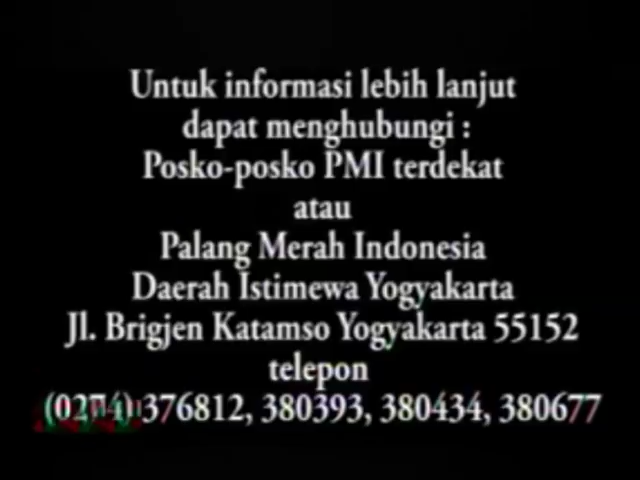 Untuk informasi lebih lanjut
dapat menghubungi :
Posko-posko PMI terdekat
atau
Palang Merah Indonesia
Daerah Istimewa Yogyakarta
Jl. Brigjen Katamso Yogyakarta 55152
telepon
(0274) 376812, 380393, 380434, 380677